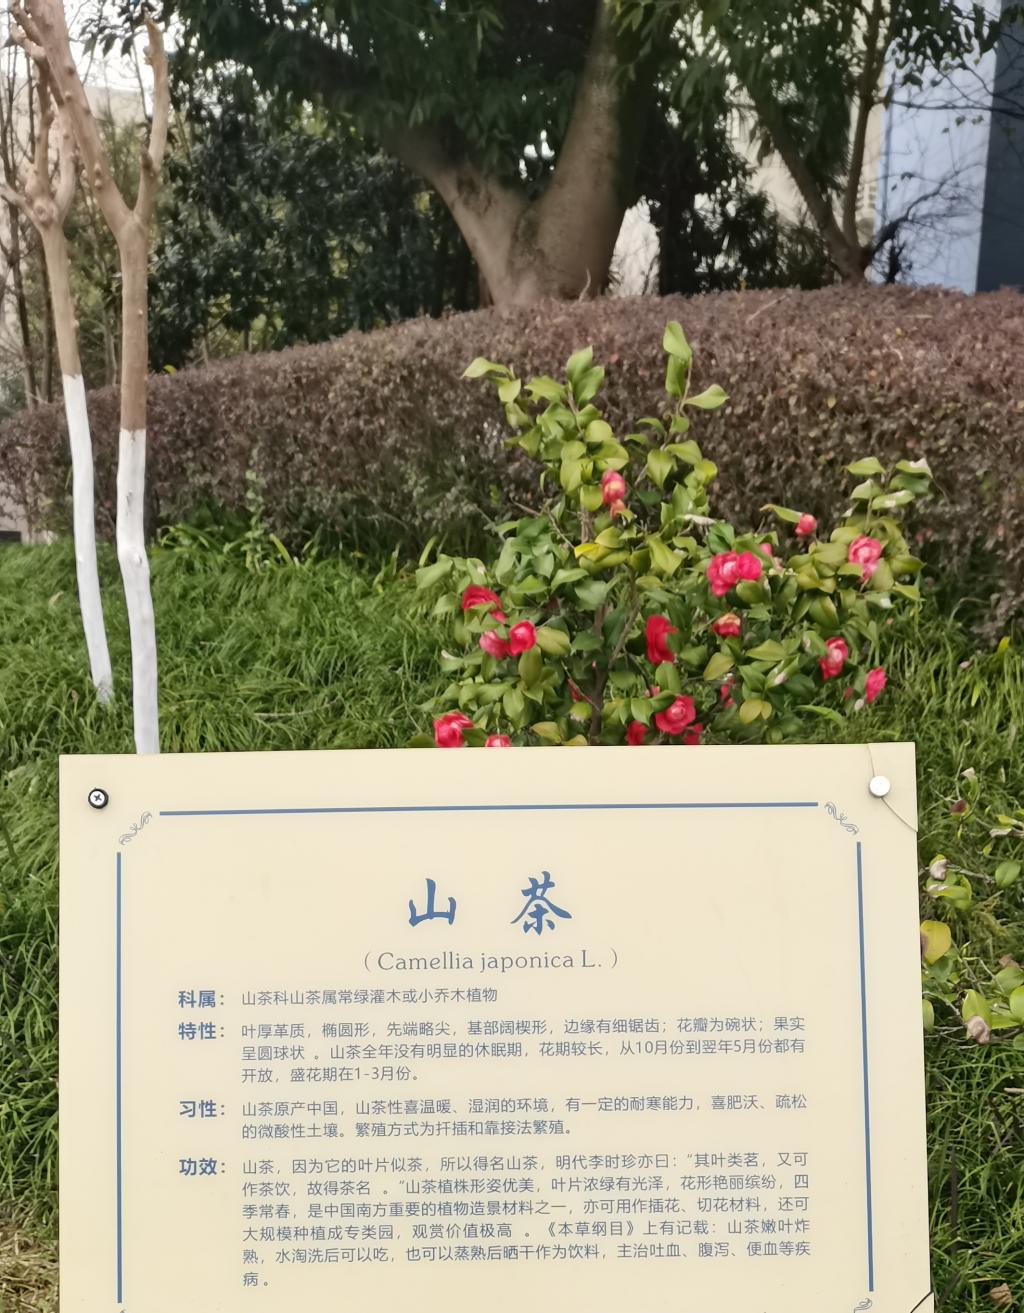 山 茶
(Camellia japonica L.)
科属： 山茶科山茶属常绿灌木或小乔木植物
特性： 叶厚革质，椭圆形，先端略尖，基部阔楔形，边缘有细锯齿；花瓣为碗状；果实
呈圆球状 。山茶全年没有明显的休眠期，花期较长，从10月份到翌年5月份都有
开放，盛花期在1-3月份。
习性： 山茶原产中国，山茶性喜温暖、湿润的环境，有一定的耐寒能力，喜肥沃、疏松
的微酸性土壤。繁殖方式为扦插和靠接法繁殖。
功效： 山茶，因为它的叶片似茶，所以得名山茶，明代李时珍亦曰：“其叶类茗，又可
作茶饮，故得茶名 。”山茶植株形姿优美，叶片浓绿有光泽，花形艳丽缤纷，四
季常春，是中国南方重要的植物造景材料之一，亦可用作插花、切花材料，还可
大规模种植成专类园，观赏价值极高 。《本草纲目》上有记载：山茶嫩叶炸
熟，水淘洗后可以吃，也可以蒸熟后晒干作为饮料，主治吐血、腹泻、便血等疾
病 。